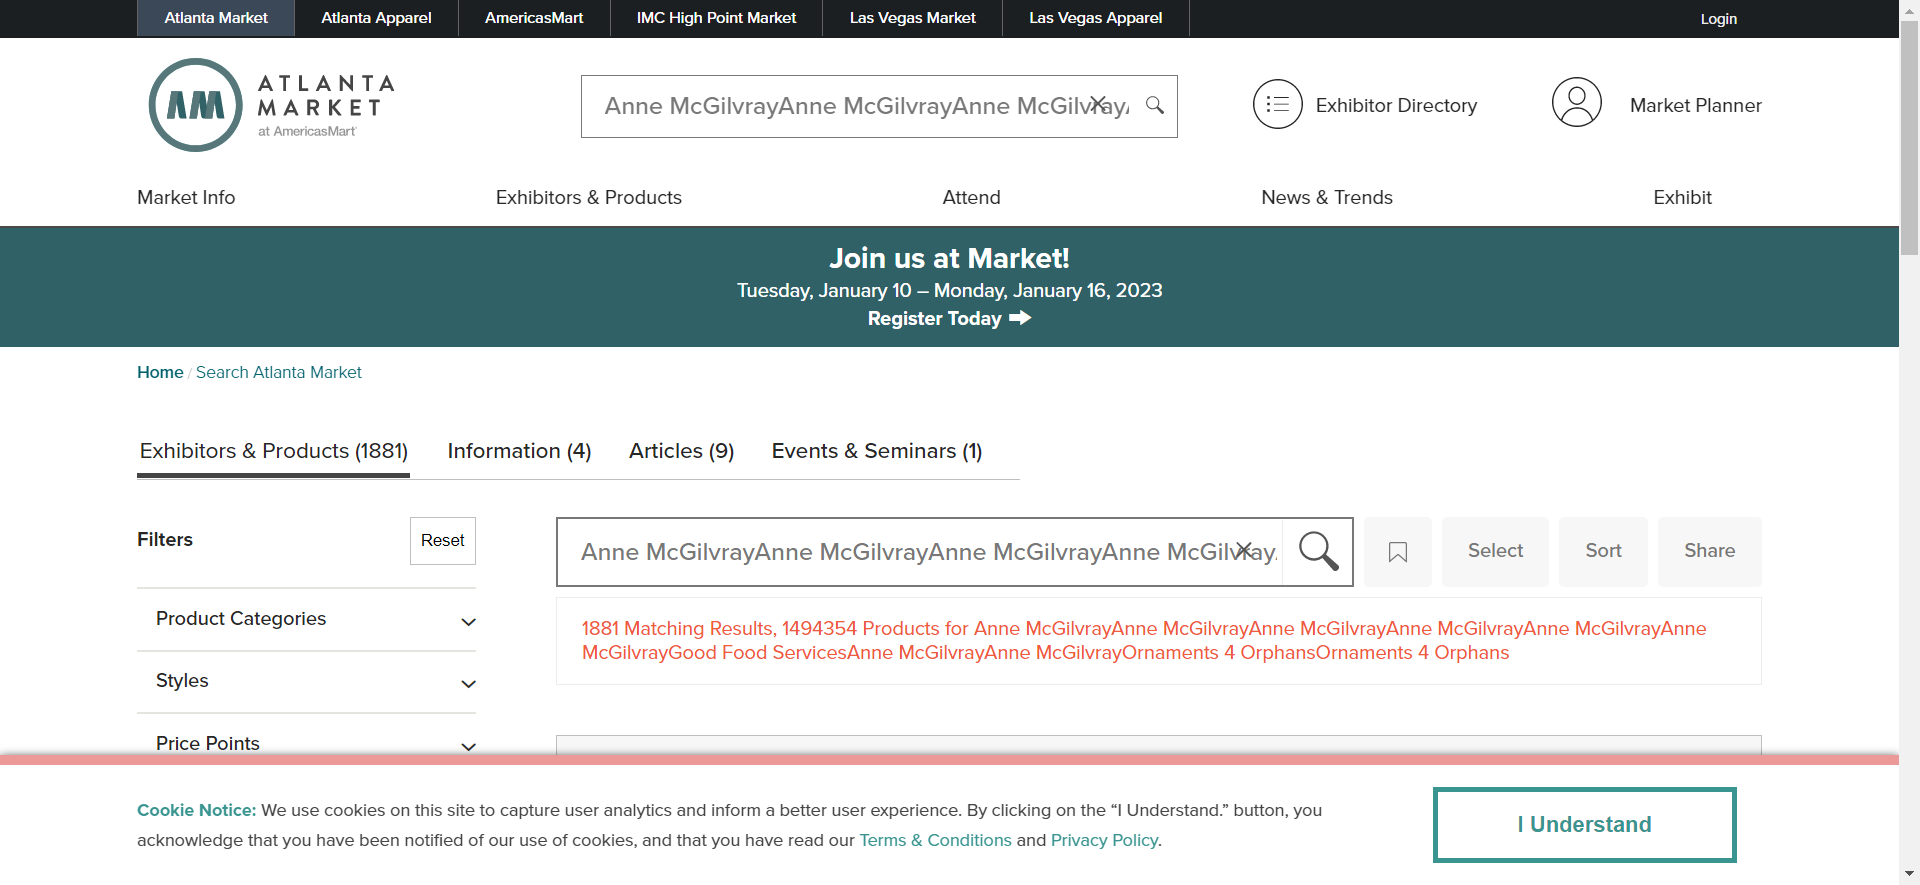 Atlanta Market Atlanta Apparel AmericasMart IMC High Point Market Las Vegas Market Las Vegas Apparel Login
AM ATLANTA
MARKET
at AmericasMart
Anne McGilvrayAnne McGilvrayAnne McGilvray
Exhibitor Directory
Market Planner
Market Info Exhibitors & Products Attend News & Trends Exhibit
Join us at Market!
Tuesday, January 10 – Monday, January 16, 2023
Register Today
Home / Search Atlanta Market
Exhibitors & Products (1881) Information (4) Articles (9) Events & Seminars (1)
Filters
Reset
Anne McGilvrayAnne McGilvrayAnne McGilvrayAnne McGilvray
Select
Sort
Share
Product Categories
1881 Matching Results, 1494354 Products for Anne McGilvrayAnne McGilvrayAnne McGilvrayAnne McGilvrayAnne McGilvrayAnne
McGilvrayGood Food ServicesAnne McGilvrayAnne McGilvrayOrnaments 4 OrphansOrnaments 4 Orphans
Styles
Price Points
Cookie Notice: We use cookies on this site to capture user analytics and inform a better user experience. By clicking on the “I Understand.” button, you
acknowledge that you have been notified of our use of cookies, and that you have read our Terms & Conditions and Privacy Policy.
I Understand